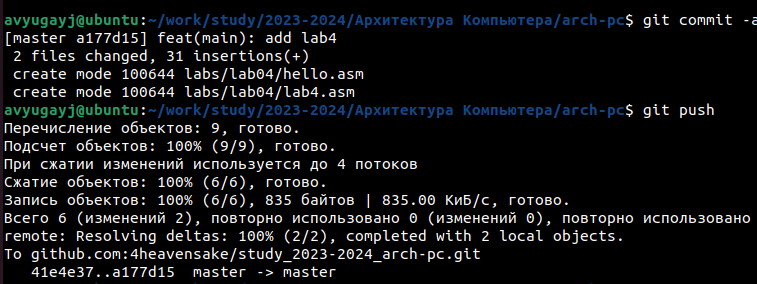 avyugayj@ubuntu:~/work/study/2023-2024/Архитектура Компьютера/arch-pc$ git commit -a
[master a177d15] feat(main): add lab4
 2 files changed, 31 insertions(+)
 create mode 100644 labs/lab04/hello.asm
 create mode 100644 labs/lab04/lab4.asm
avyugayj@ubuntu:~/work/study/2023-2024/Архитектура Компьютера/arch-pc$ git push
Перечисление объектов: 9, готово.
Подсчет объектов: 100% (9/9), готово.
При сжатии изменений используется до 4 потоков
Сжатие объектов: 100% (6/6), готово.
Запись объектов: 100% (6/6), 835 байтов | 835.00 КиБ/с, готово.
Всего 6 (изменений 2), повторно использовано 0 (изменений 0), повторно использовано
remote: Resolving deltas: 100% (2/2), completed with 2 local objects.
To github.com:4heavensake/study_2023-2024_arch-pc.git
   41e4e37..a177d15  master -> master